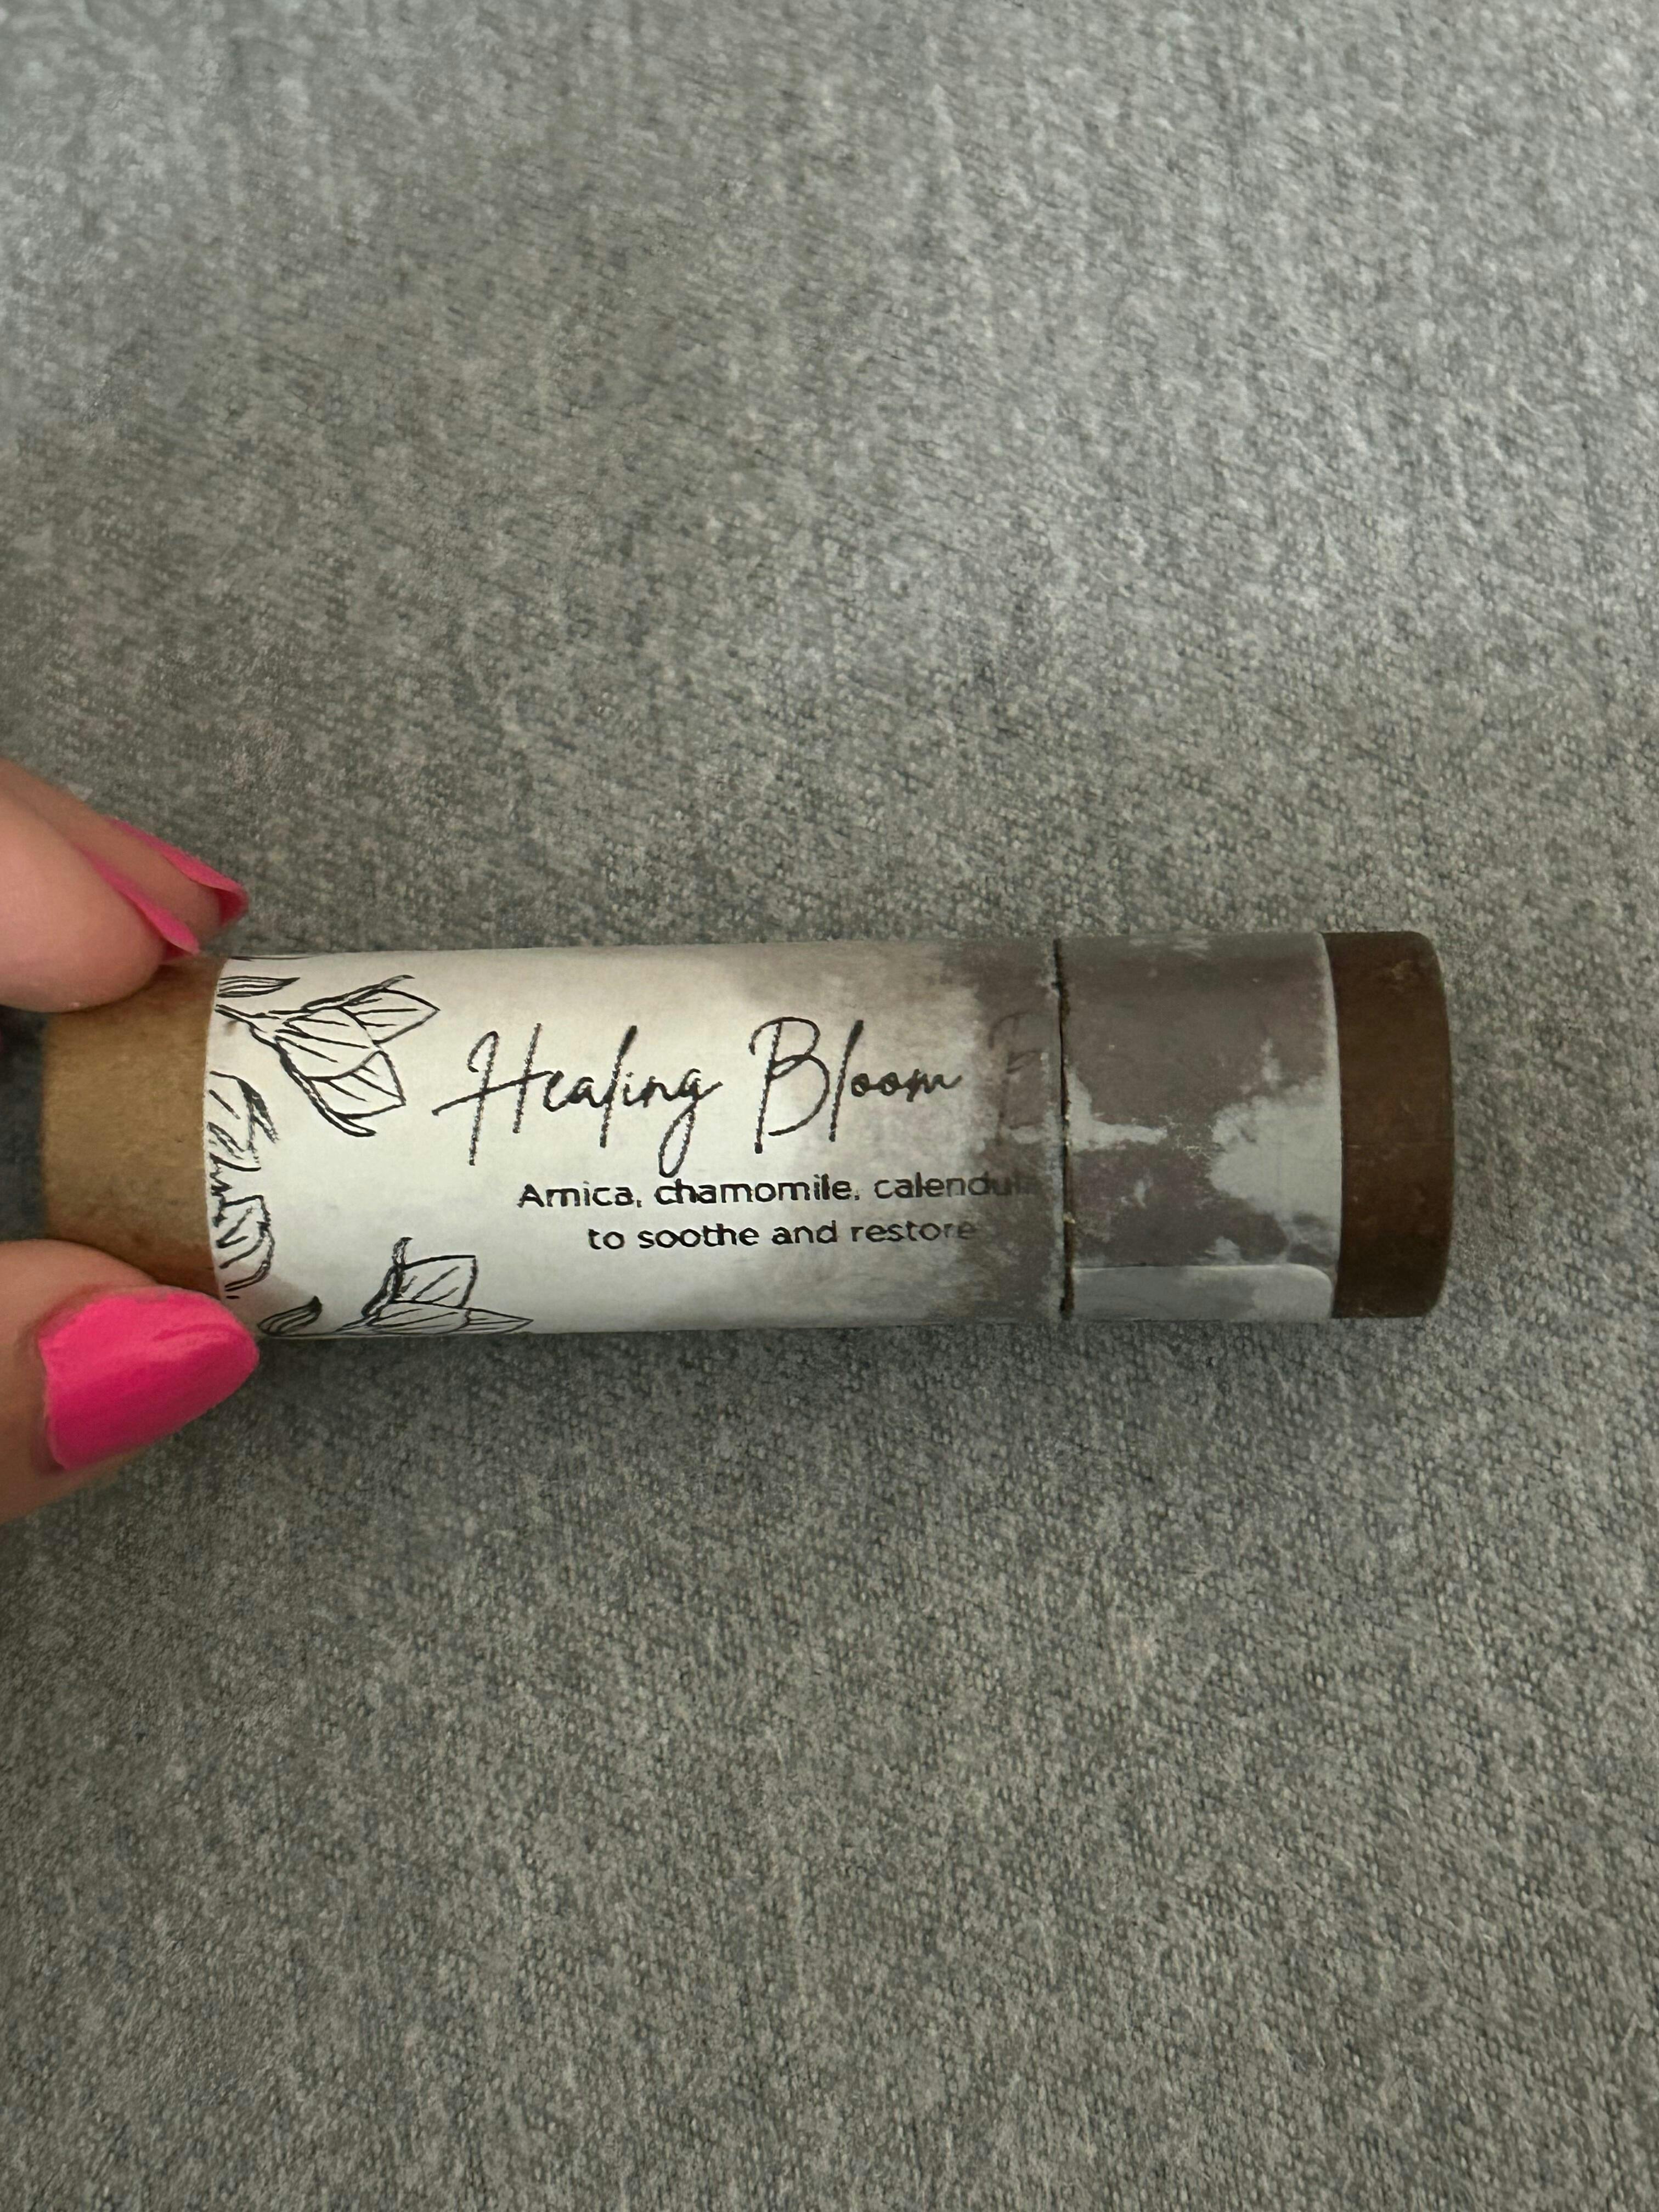 Healing Bloom
Arnica, chamomile, calendula
to soothe and restore